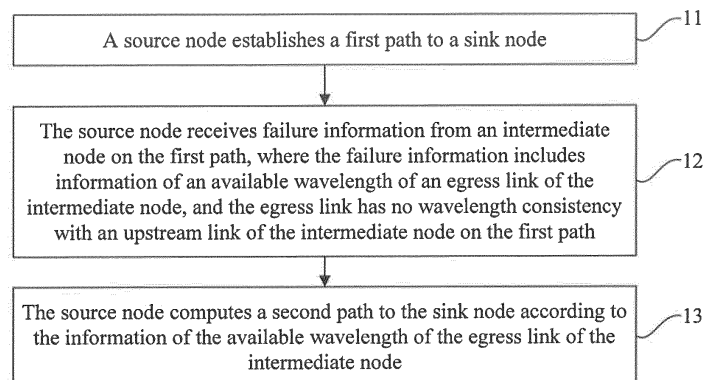 A source node establishes a first path to a sink node
11
The source node receives failure information from an intermediate
node on the first path, where the failure information includes
information of an available wavelength of an egress link of the
intermediate node, and the egress link has no wavelength consistency
with an upstream link of the intermediate node on the first path
12
The source node computes a second path to the sink node according to
the information of the available wavelength of the egress link of the
intermediate node
13